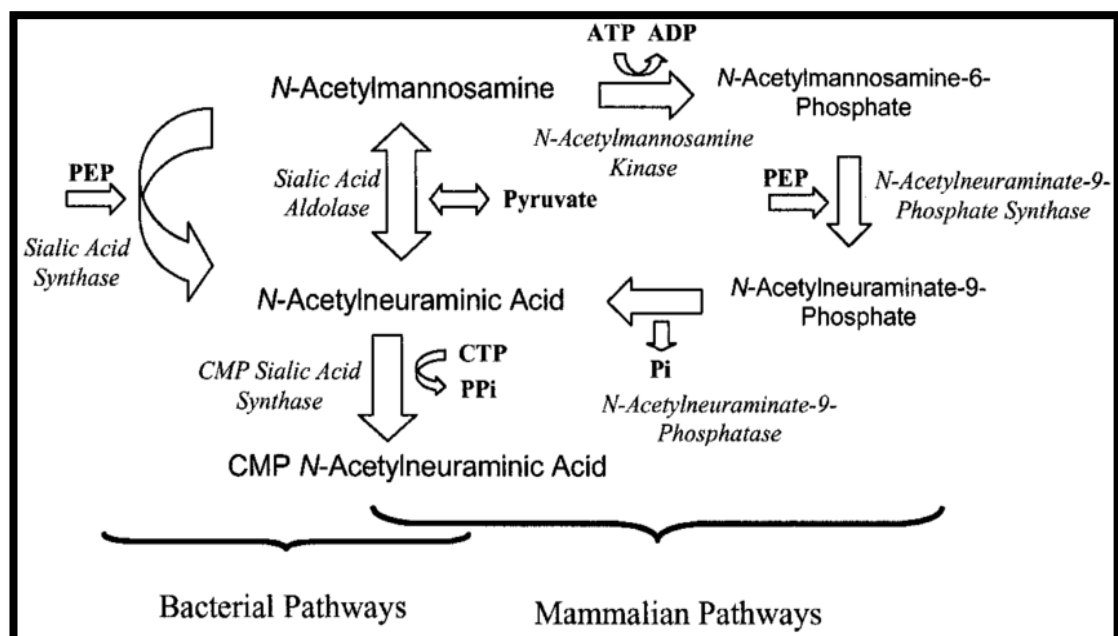 ATP ADP
N-Acetylmannosamine
N-Acetylmannosamine-6-
Phosphate
N-Acetylmannosamine
Kinase
PEP
Sialic Acid
Synthase
Sialic Acid
Aldolase
Pyruvate
PEP
N-Acetylneuraminate-9-
Phosphate Synthase
N-Acetylneuraminic Acid
N-Acetylneuraminate-9-
Phosphate
Pi
N-Acetylneuraminate-9-
Phosphatase
CMP Sialic Acid
Synthase
CTP
PPi
CMP N-Acetylneuraminic Acid
Bacterial Pathways
Mammalian Pathways